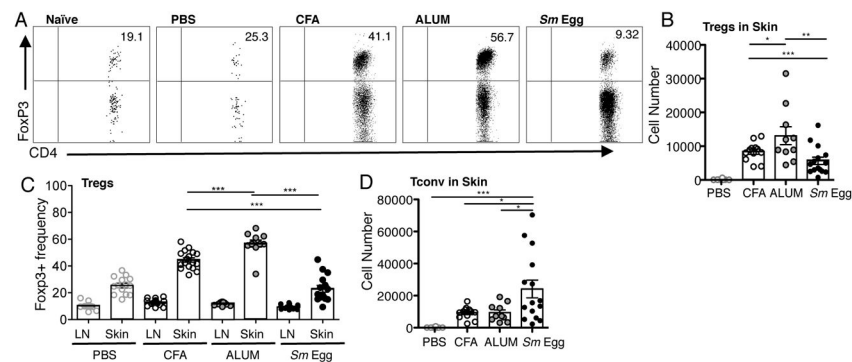 A
Naïve
PBS
CFA
ALUM
Sm Egg
19.1
25.3
41.1
56.7
9.32
FoxP3
CD4
B
Tregs in Skin
*
**
***
Cell Number
40000
30000
20000
10000
0
PBS
CFA
ALUM
Sm Egg
C
Tregs
***
***
***
Foxp3+ frequency
100
80
60
40
20
0
LN
Skin
LN
Skin
LN
Skin
LN
Skin
PBS
CFA
ALUM
Sm Egg
D
Tconv in Skin
***
*
*
Cell Number
80000
60000
40000
20000
0
PBS
CFA
ALUM
Sm Egg